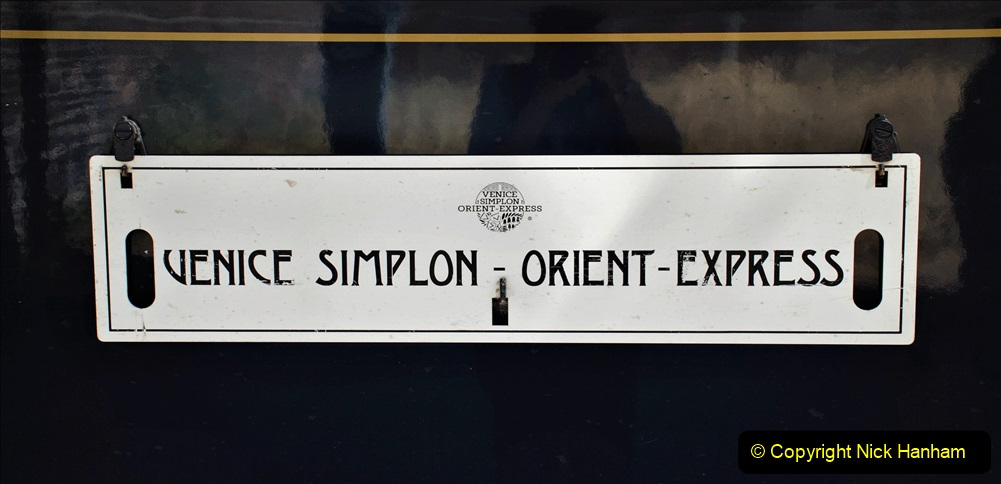 VENICE
SIMPLON
ORIENT-EXPRESS
®
VENICE SIMPLON - ORIENT-EXPRESS
© Copyright Nick Hanham